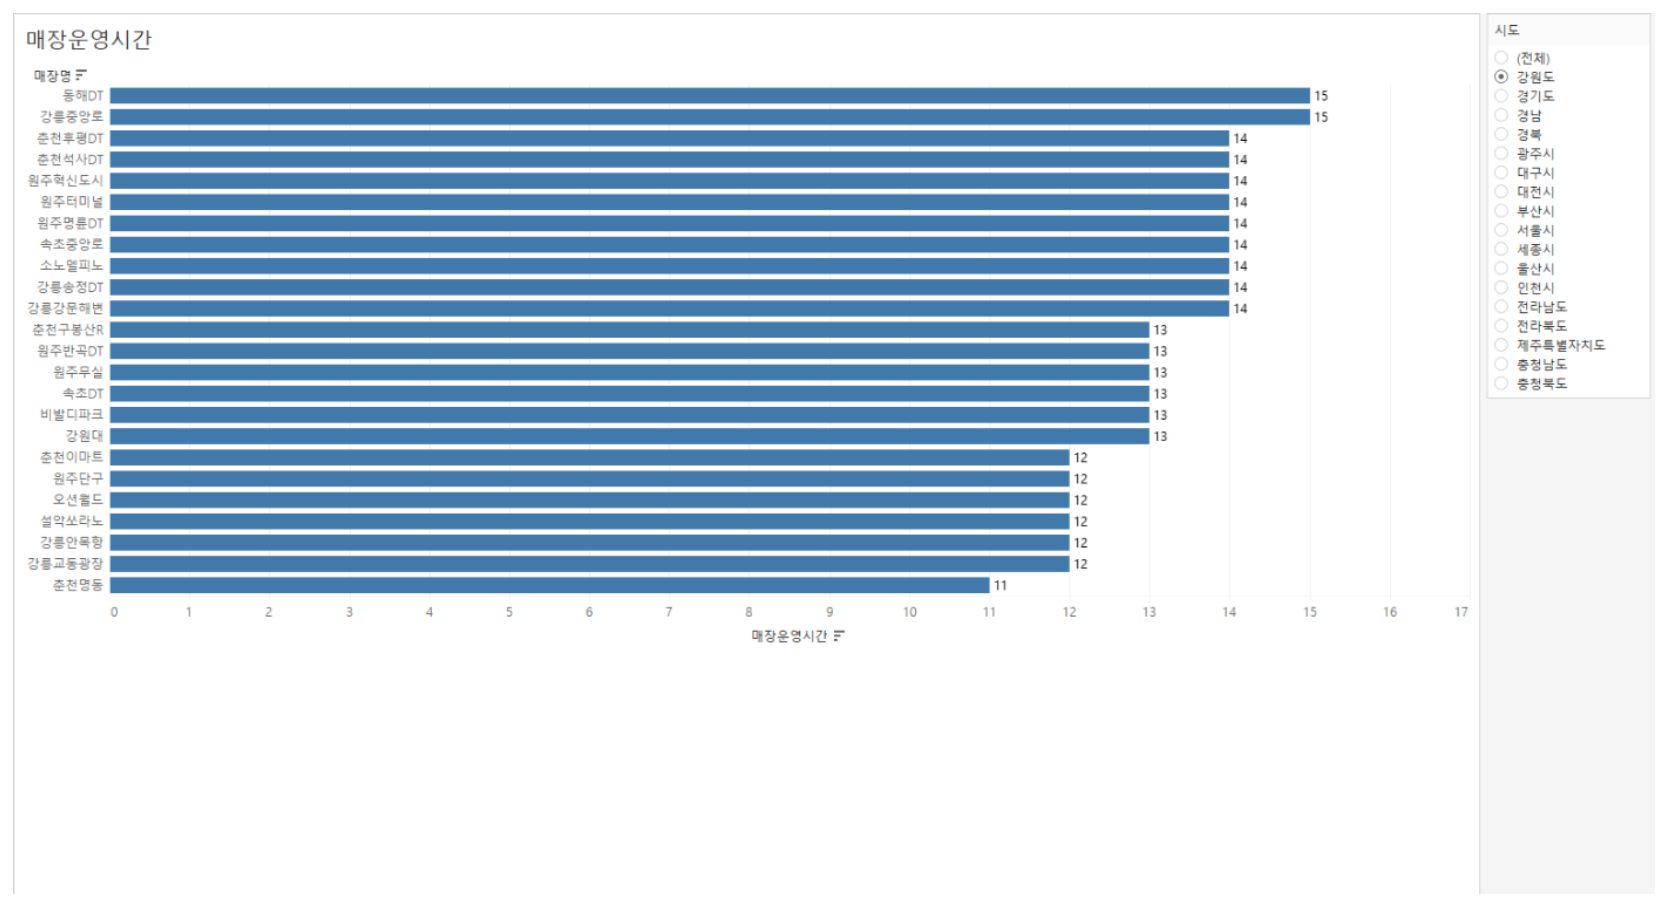 매장운영시간
매장명
동해DT 15
강릉중앙로 15
춘천후평DT 14
춘천석사DT 14
원주혁신도시 14
원주터미널 14
원주명륜DT 14
속초중앙로 14
소노델피노 14
강릉송정DT 14
강릉강문해변 14
춘천구봉산R 13
원주반곡DT 13
원주무실 13
속초DT 13
비발디파크 13
강원대 13
춘천이마트 12
원주단구 12
오션월드 12
설악쏘라노 12
강릉안목항 12
강릉교동광장 12
춘천명동 11
0 1 2 3 4 5 6 7 8 9 10 11 12 13 14 15 16 17
매장운영시간
시도
(전체)
강원도
경기도
경남
경북
광주시
대구시
대전시
부산시
서울시
세종시
울산시
인천시
전라남도
전라북도
제주특별자치도
충청남도
충청북도